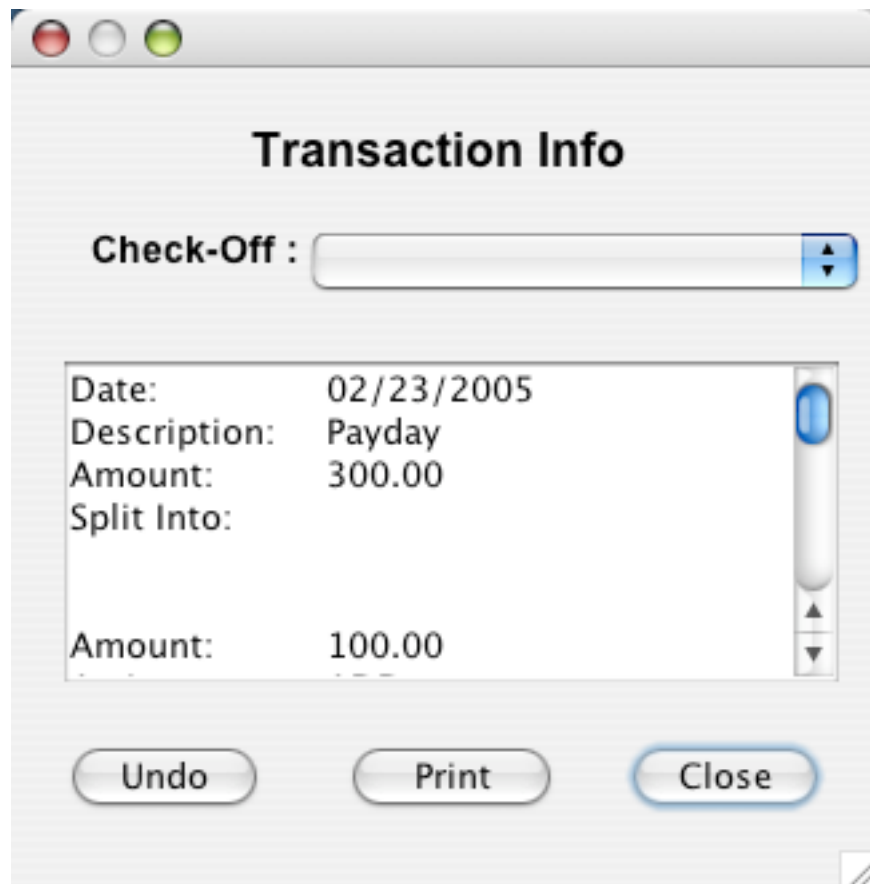 Transaction Info
Check-Off :
Date: 02/23/2005
Description: Payday
Amount: 300.00
Split Into:
Amount: 100.00
Undo Print Close